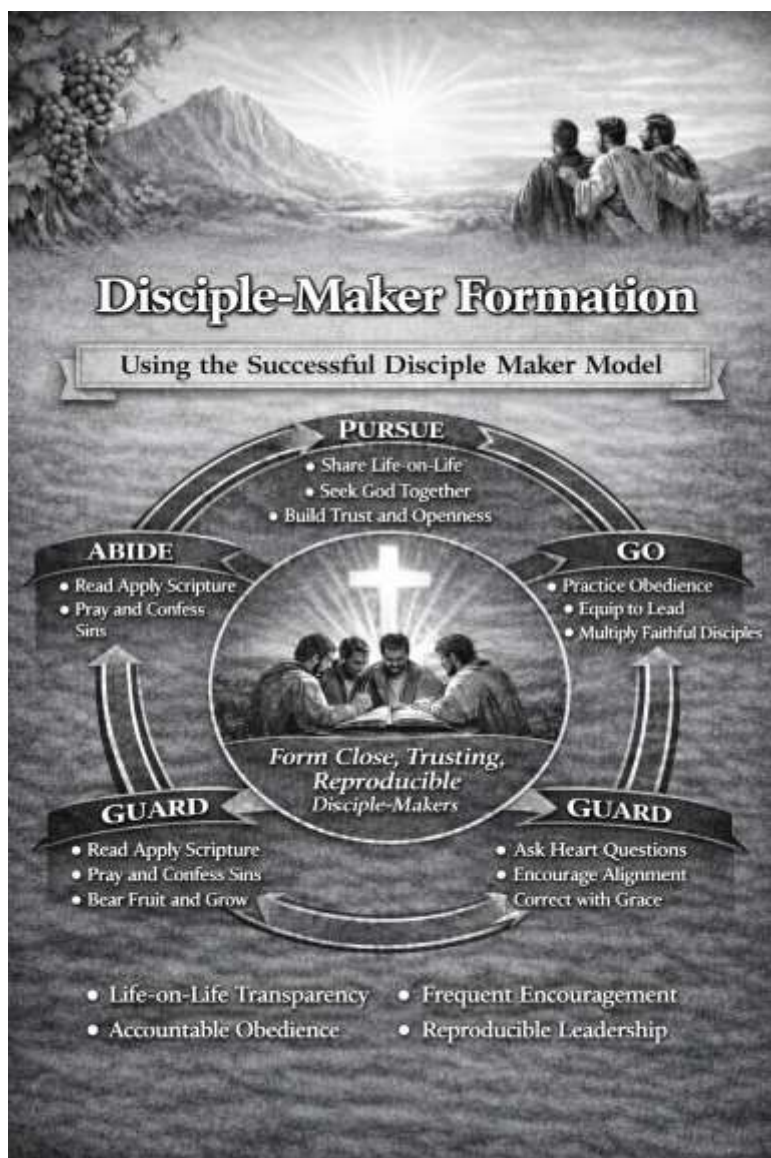 Disciple-Maker Formation
Using the Successful Disciple Maker Model
PURSUE
• Share Life-on-Life
• Seek God Together
• Build Trust and Openness
ABIDE
• Read Apply Scripture
• Pray and Confess
Sins
GO
• Practice Obedience
• Equip to Lead
• Multiply Faithful Disciples
Form Close, Trusting,
Reproducible
Disciple-Makers
GUARD
• Read Apply Scripture
• Pray and Confess Sins
• Bear Fruit and Grow
GUARD
• Ask Heart Questions
• Encourage Alignment
Correct with Grace
• Life-on-Life Transparency
• Frequent Encouragement
• Accountable Obedience
• Reproducible Leadership